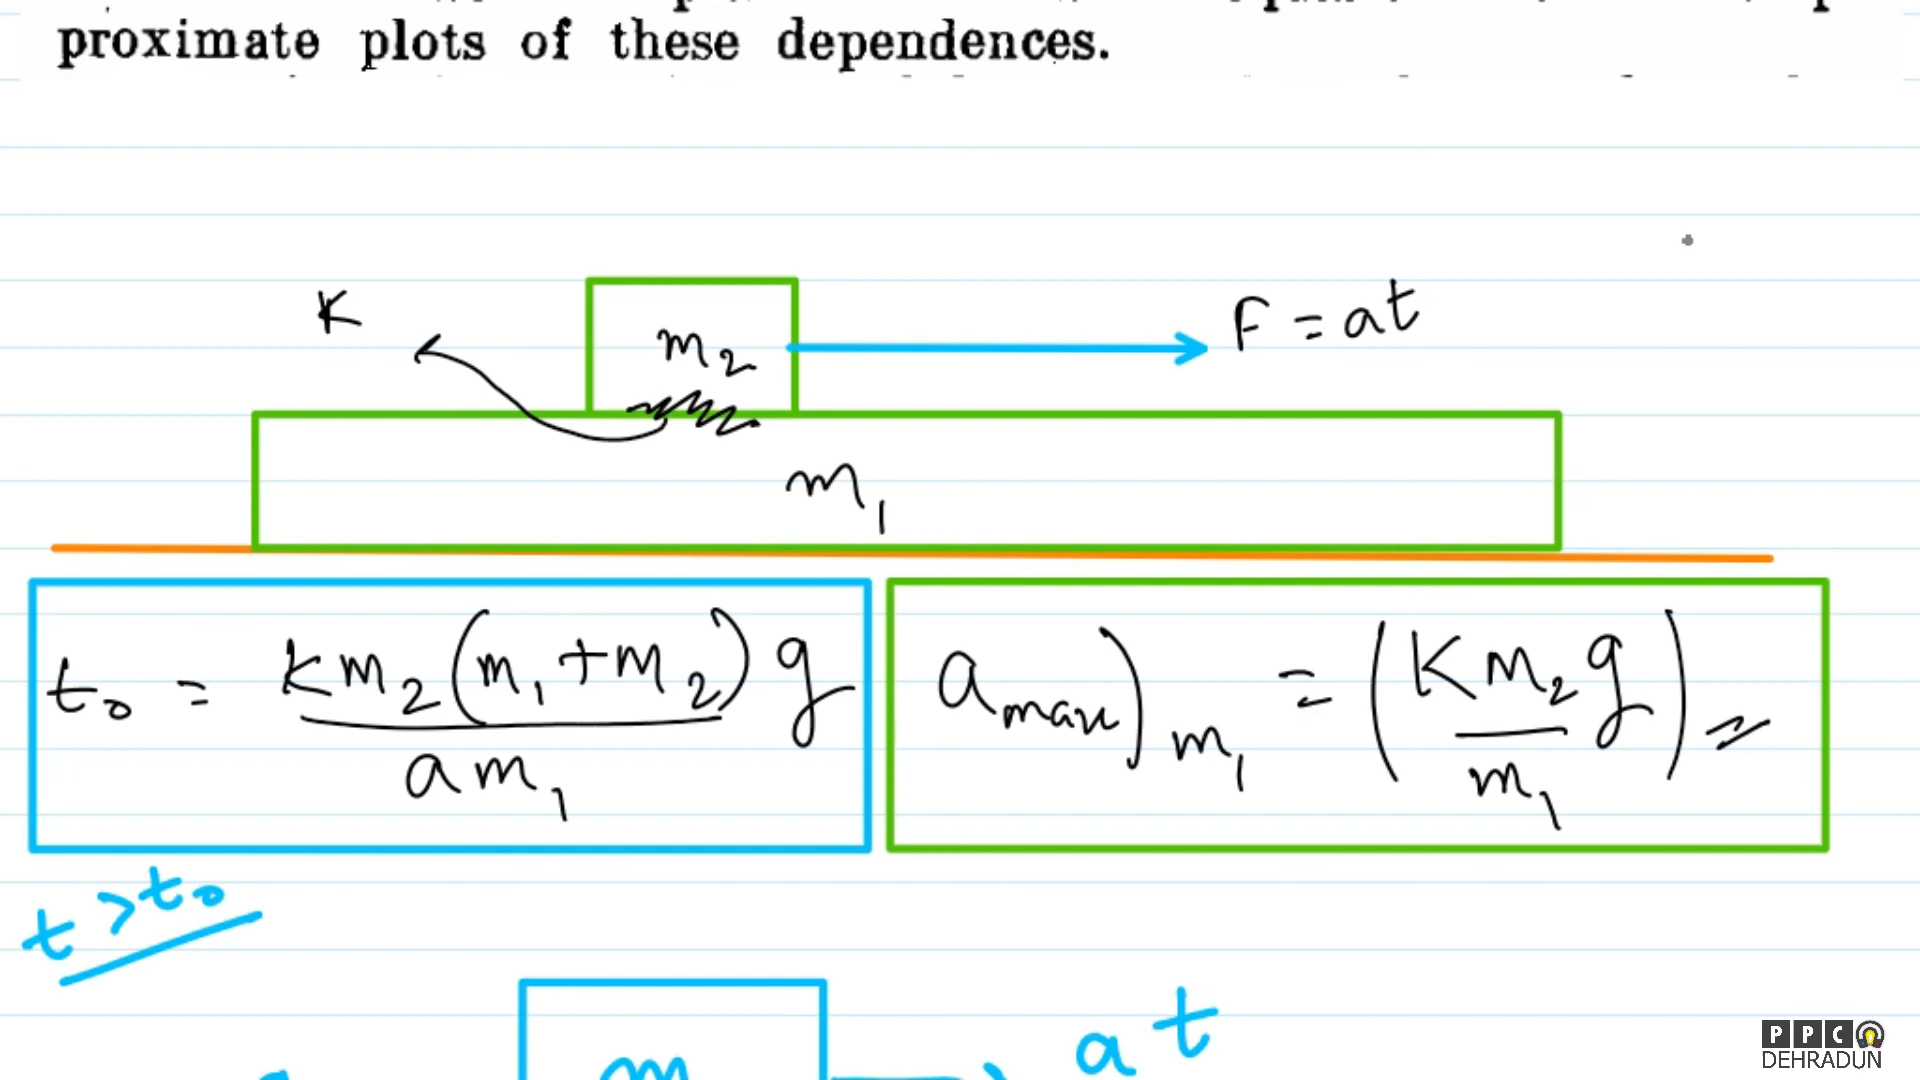 proximate plots of these dependences.
K
m₂
F = at
m₁
t₀ = km₂(m₁+m₂)g / am₁
a_max)m₁ = (Km₂g / m₁)
t > t₀
m
at
PPC
DEHRADUN